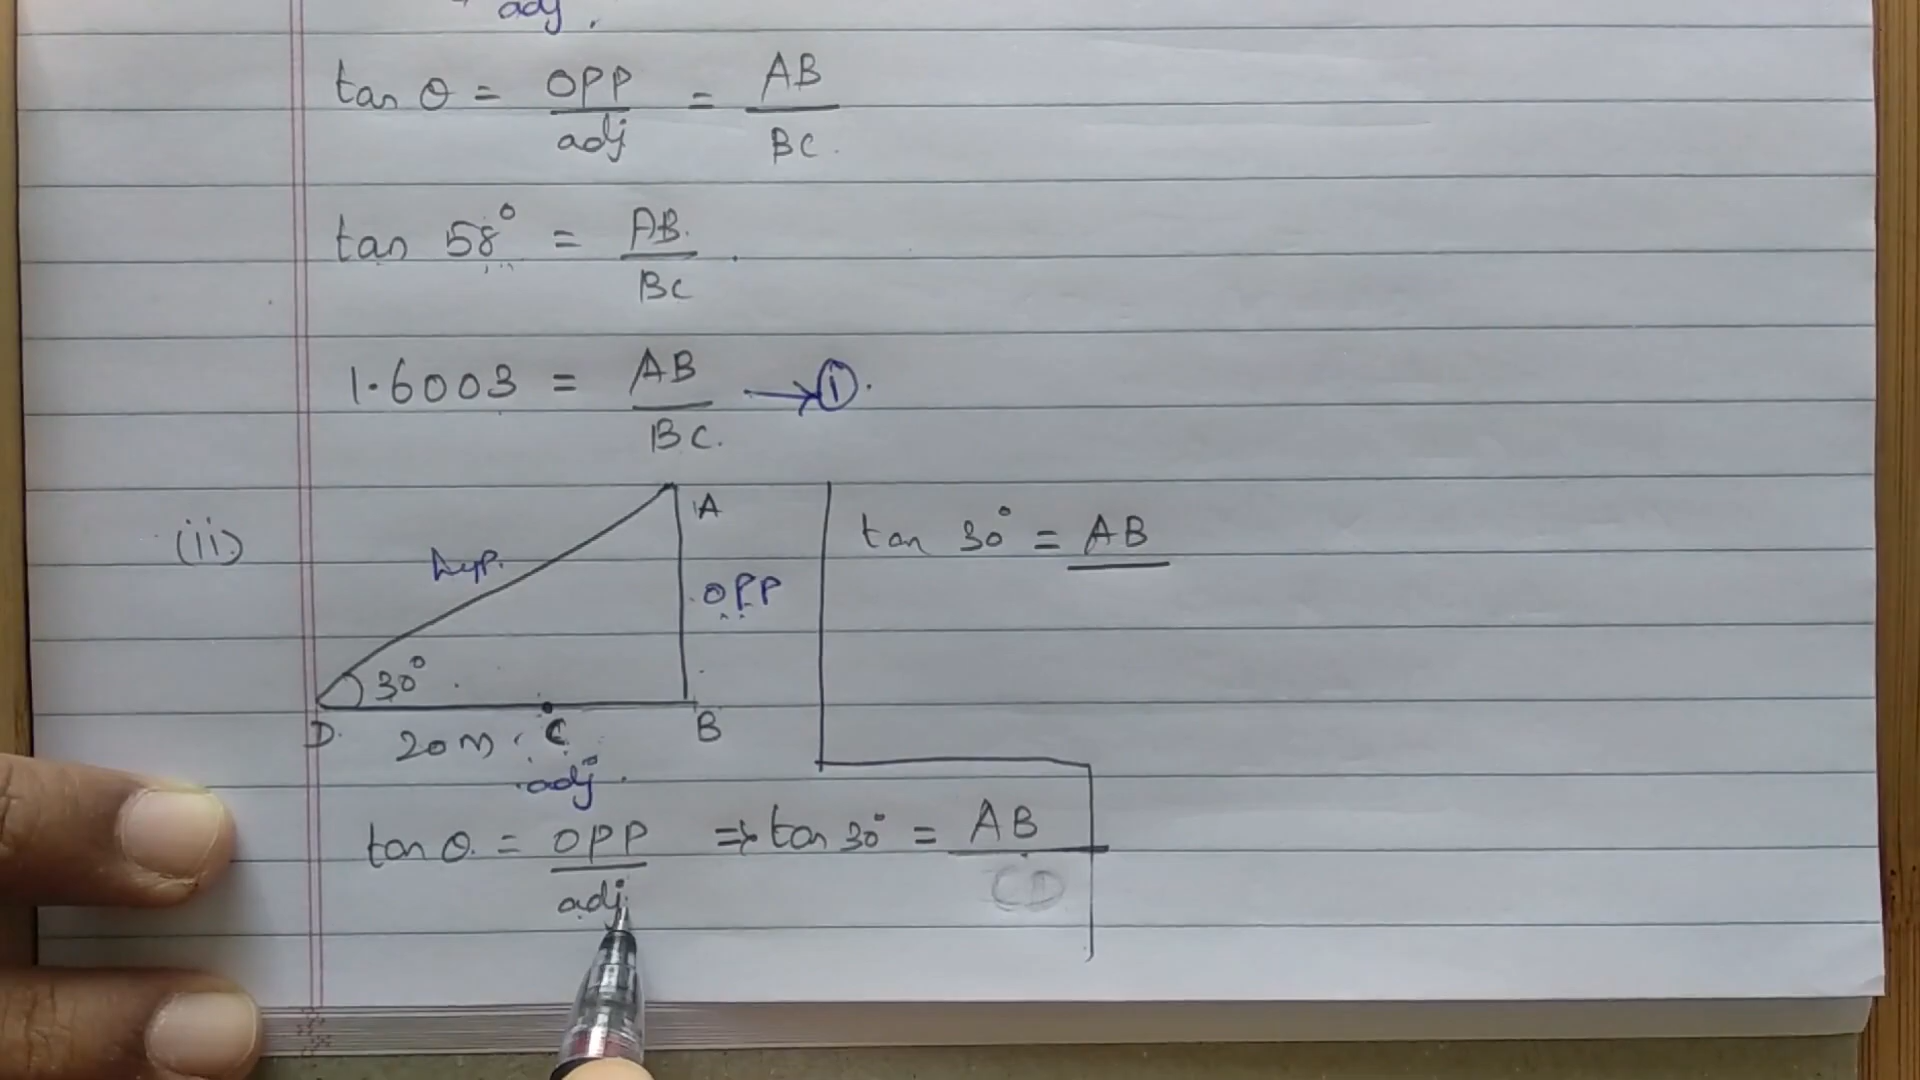 adj.
tan θ = opp/adj = AB/BC.
tan 58° = AB./BC.
1.6003 = AB/BC. → ①.
(ii)
A
hyp.
opp
30°
D. 20m. C B
adj.
tan 30° = AB
tan θ. = opp/adj ⇒ tan 30° = AB/CD